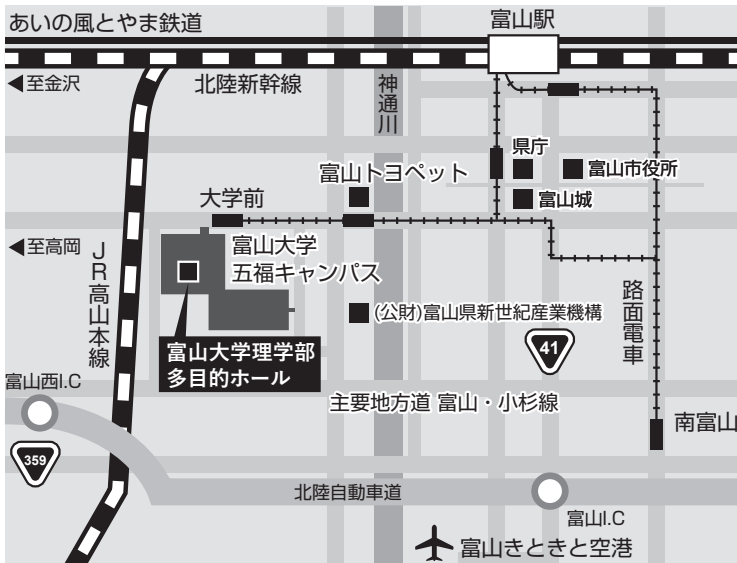 あいの風とやま鉄道
富山駅
◀至金沢
北陸新幹線
神通川
県庁
富山市役所
富山トヨペット
大学前
富山城
◀至高岡
JR高山本線
富山大学
五福キャンパス
路面電車
(公財)富山県新世紀産業機構
41
富山大学理学部
多目的ホール
富山西I.C
主要地方道 富山・小杉線
南富山
359
北陸自動車道
富山I.C
富山きときと空港